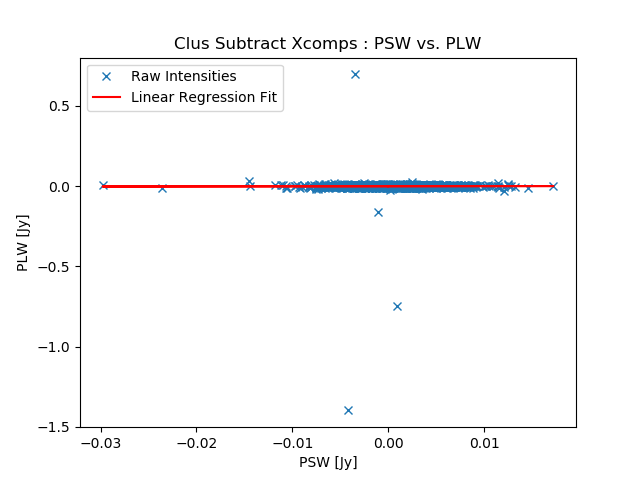 Clus Subtract Xcomps : PSW vs. PLW
Raw Intensities
Linear Regression Fit
0.5
0.0
−0.5
−1.0
−1.5
PLW [Jy]
−0.03
−0.02
−0.01
0.00
0.01
PSW [Jy]